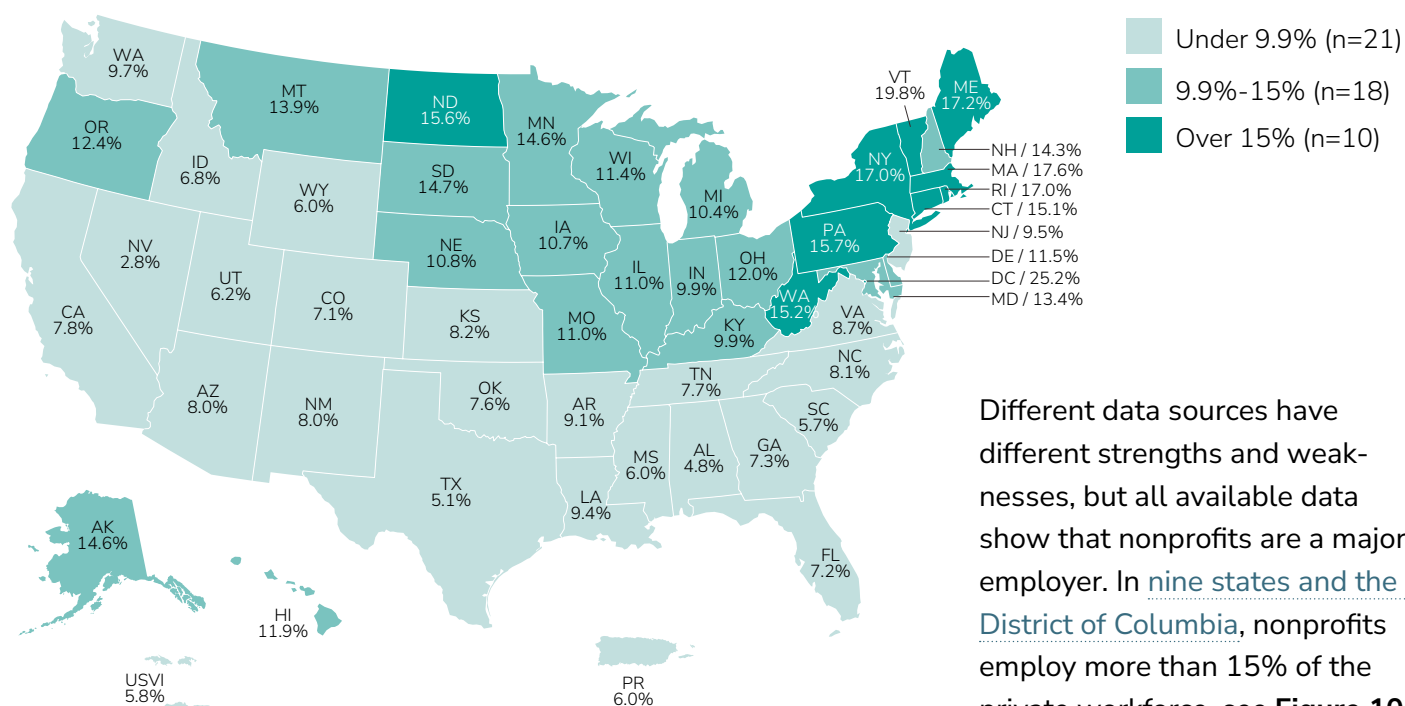 WA
9.7%
MT
13.9%
ND
15.6%
MN
14.6%
VT
19.8%
ME
17.2%
OR
12.4%
ID
6.8%
WY
6.0%
SD
14.7%
WI
11.4%
MI
10.4%
NY
17.0%
NH / 14.3%
MA / 17.6%
RI / 17.0%
CT / 15.1%
NJ / 9.5%
DE / 11.5%
DC / 25.2%
MD / 13.4%
NV
2.8%
UT
6.2%
CO
7.1%
NE
10.8%
IA
10.7%
IL
11.0%
IN
9.9%
OH
12.0%
PA
15.7%
CA
7.8%
KS
8.2%
MO
11.0%
KY
9.9%
WA
15.2%
VA
8.7%
NC
8.1%
AZ
8.0%
NM
8.0%
OK
7.6%
AR
9.1%
TN
7.7%
SC
5.7%
TX
5.1%
LA
9.4%
MS
6.0%
AL
4.8%
GA
7.3%
FL
7.2%
AK
14.6%
HI
11.9%
USVI
5.8%
PR
6.0%
Under 9.9% (n=21)
9.9%-15% (n=18)
Over 15% (n=10)
Different data sources have
different strengths and weak-
nesses, but all available data
show that nonprofits are a major
employer. In nine states and the
District of Columbia, nonprofits
employ more than 15% of the
private workforce, see Figure 10